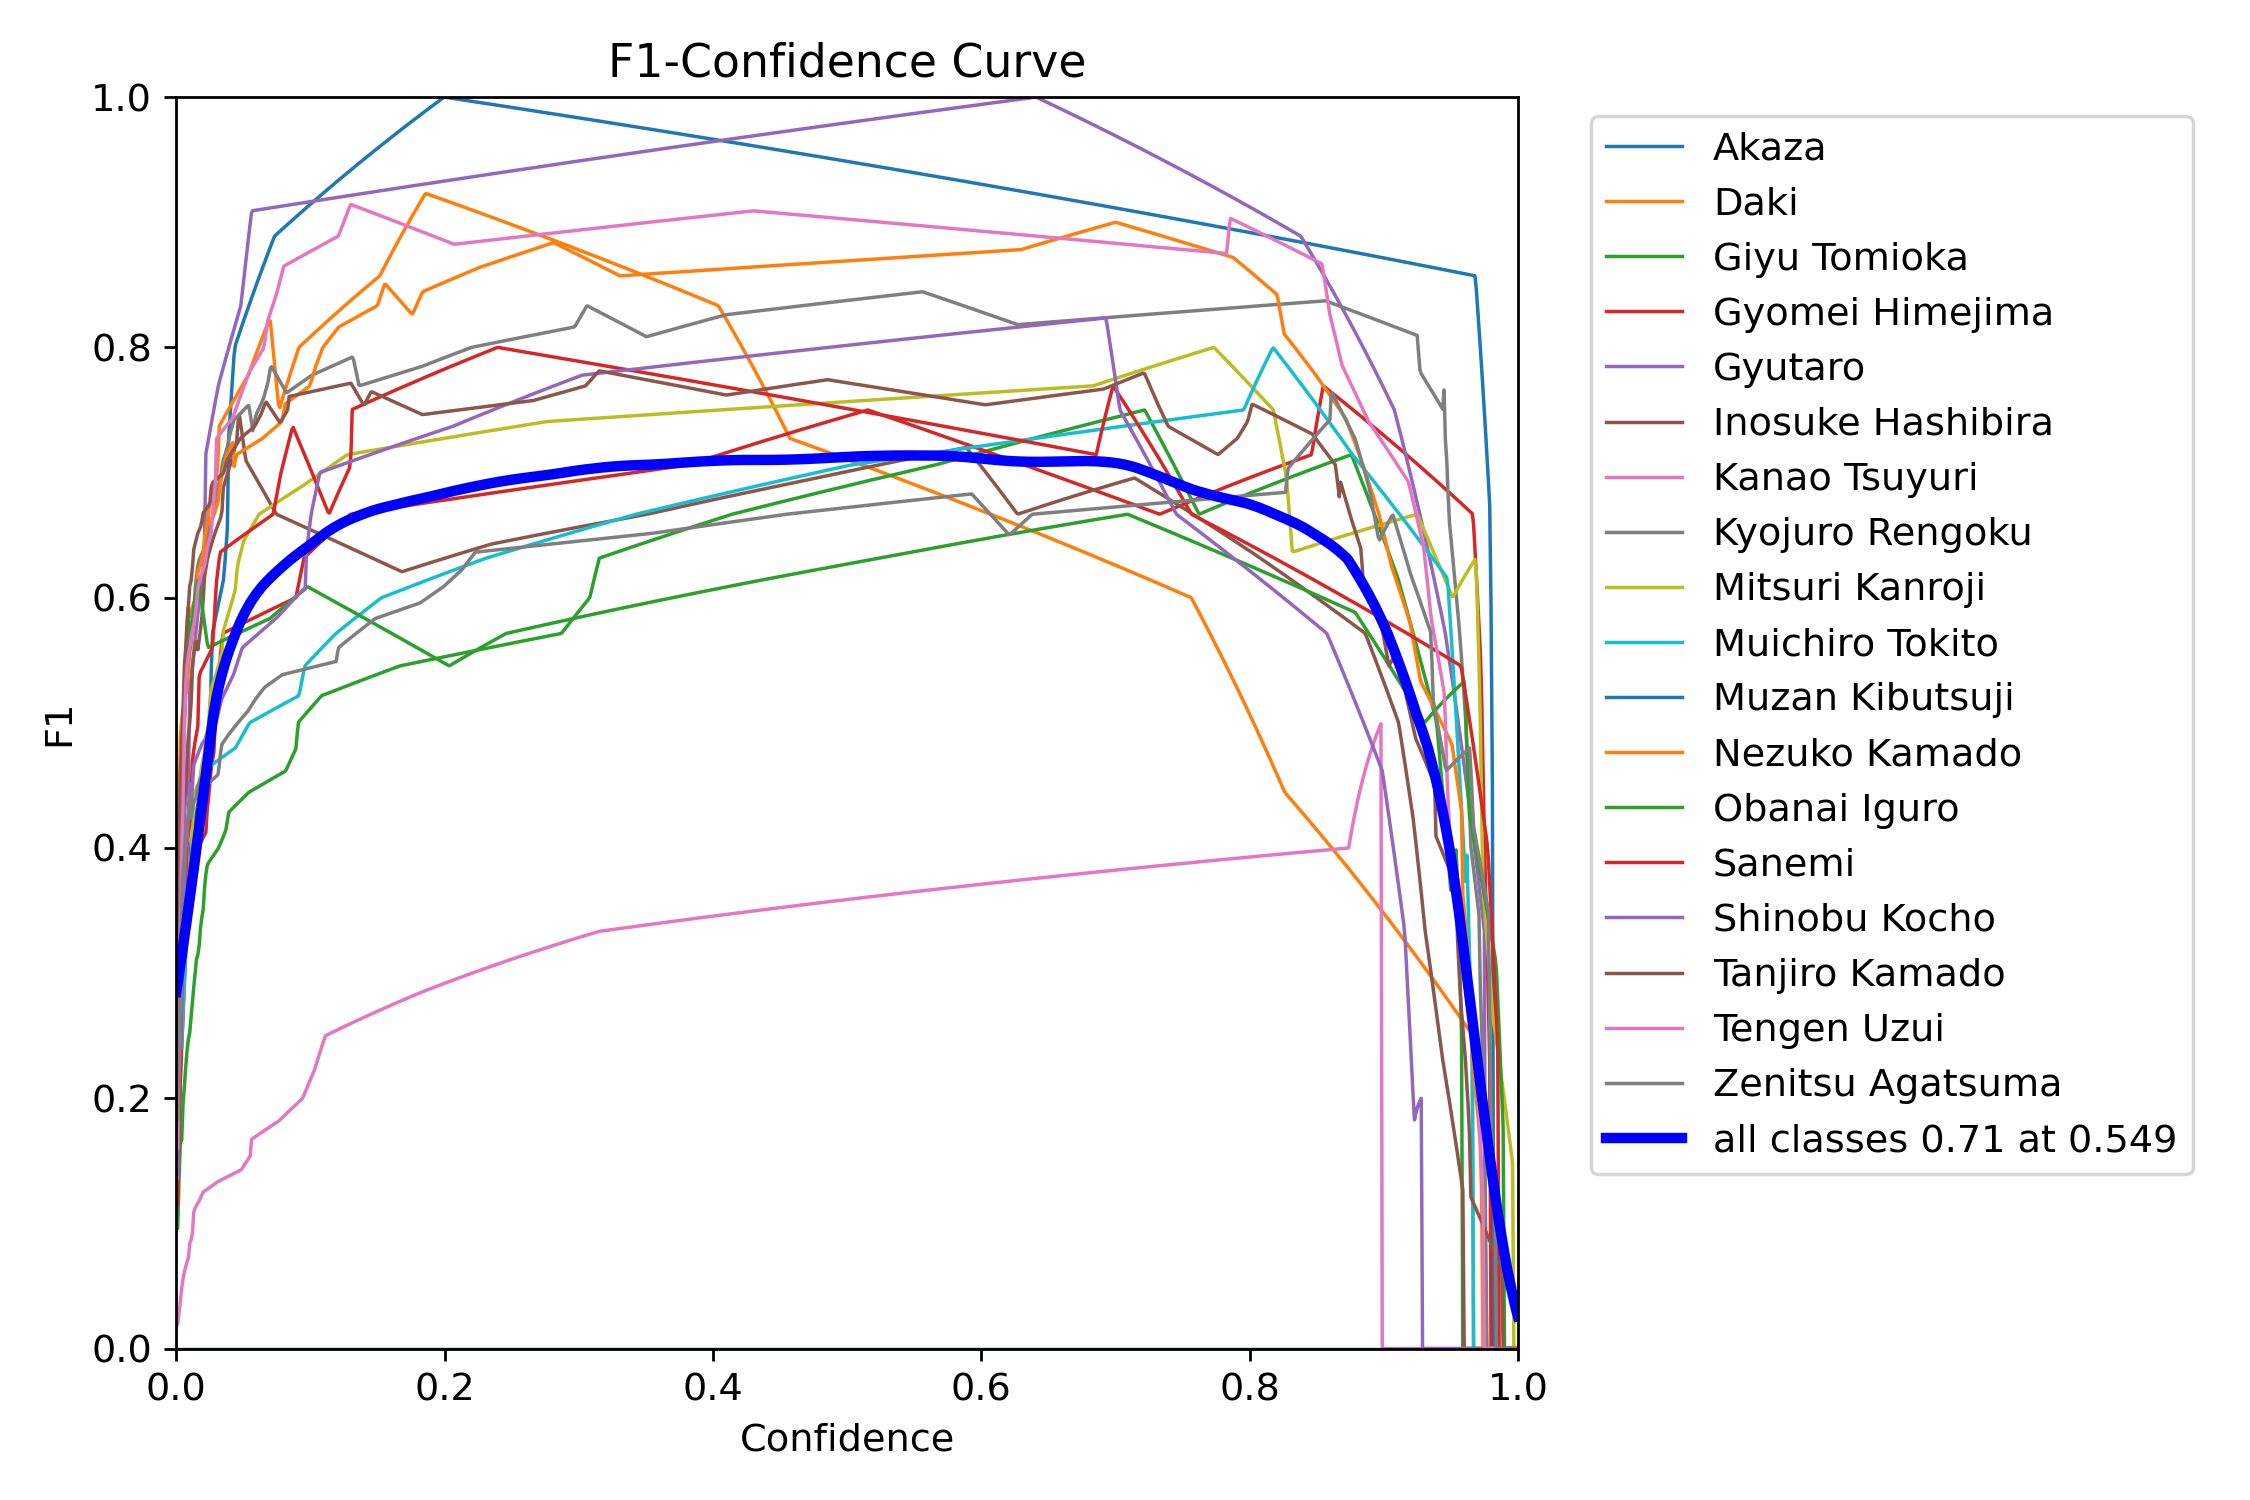 F1-Confidence Curve
1.0
0.8
0.6
0.4
0.2
0.0
F1
0.0 0.2 0.4 0.6 0.8 1.0
Confidence
Akaza
Daki
Giyu Tomioka
Gyomei Himejima
Gyutaro
Inosuke Hashibira
Kanao Tsuyuri
Kyojuro Rengoku
Mitsuri Kanroji
Muichiro Tokito
Muzan Kibutsuji
Nezuko Kamado
Obanai Iguro
Sanemi
Shinobu Kocho
Tanjiro Kamado
Tengen Uzui
Zenitsu Agatsuma
all classes 0.71 at 0.549